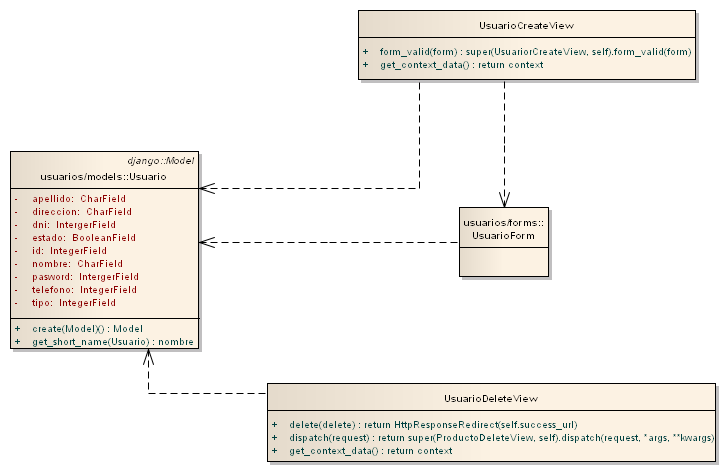 UsuarioCreateView
+ form_valid(form) : super(UsuariorCreateView, self).form_valid(form)
+ get_context_data() : return context
django::Model
usuarios/models::Usuario
- apellido: CharField
- direccion: CharField
- dni: IntergerField
- estado: BooleanField
- id: IntegerField
- nombre: CharField
- pasword: IntergerField
- telefono: IntegerField
- tipo: IntegerField
+ create(Model)() : Model
+ get_short_name(Usuario) : nombre
usuarios/forms::
UsuarioForm
UsuarioDeleteView
+ delete(delete) : return HttpResponseRedirect(self.success_url)
+ dispatch(request) : return super(ProductoDeleteView, self).dispatch(request, *args, **kwargs)
+ get_context_data() : return context